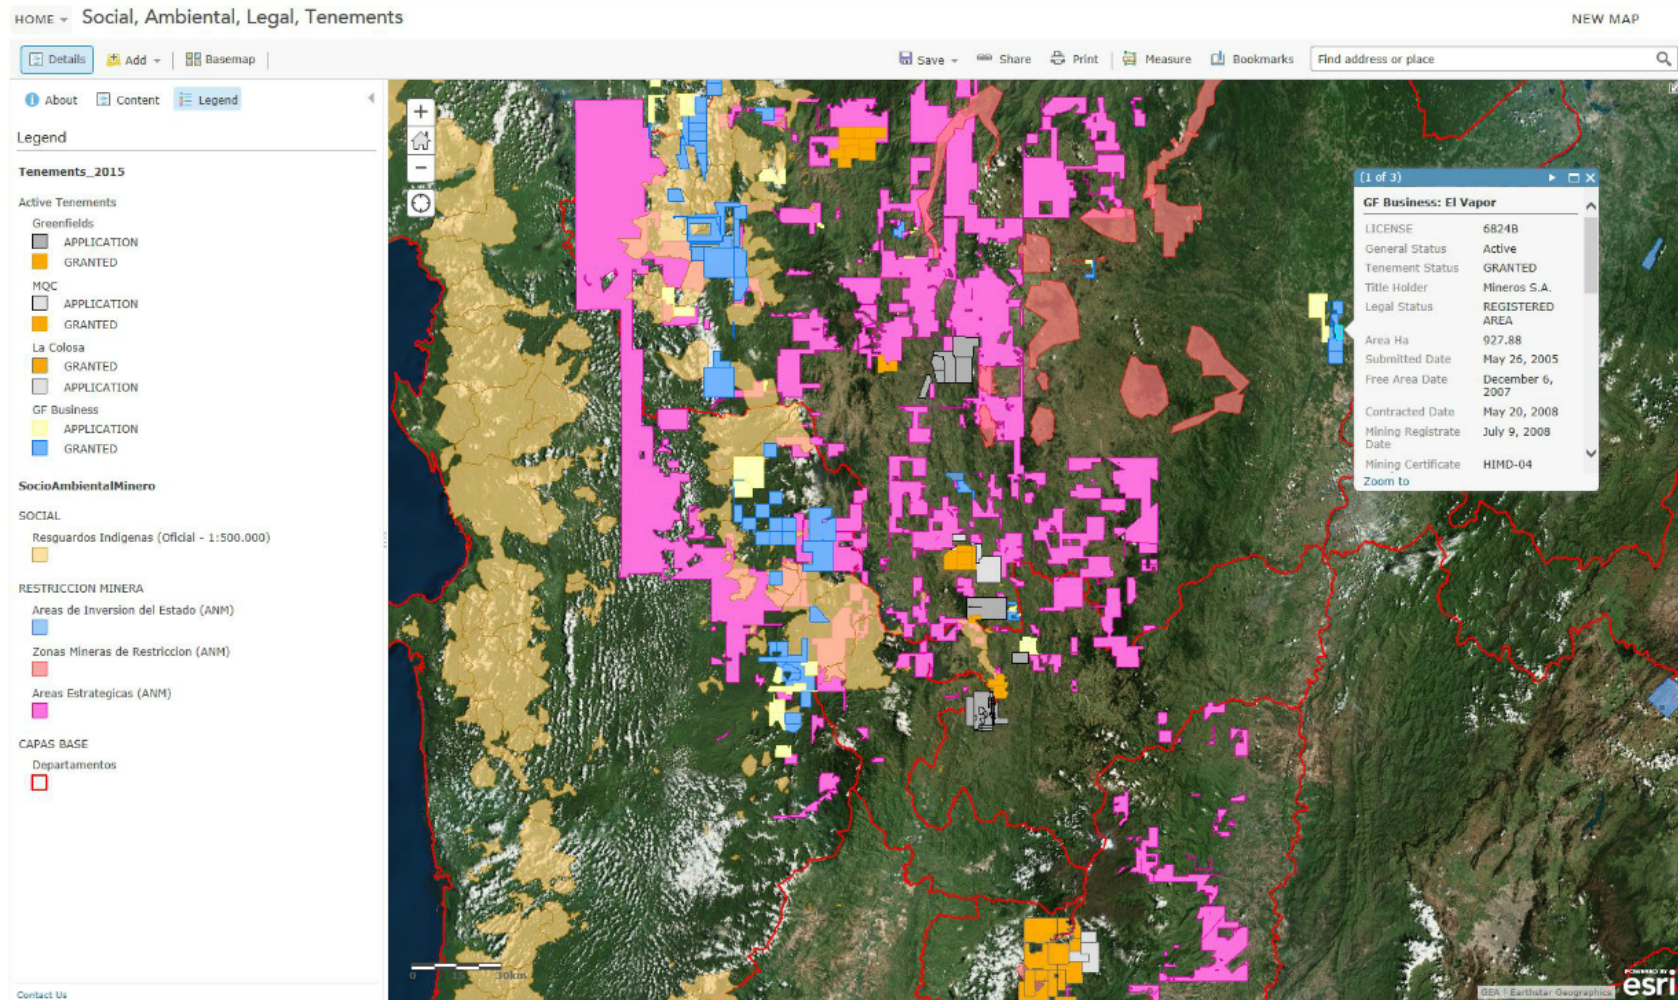 HOME Social, Ambiental, Legal, Tenements NEW MAP
Details Add Basemap Save Share Print Measure Bookmarks Find address or place
About Content Legend
Legend
Tenements_2015
Active Tenements
Greenfields
APPLICATION
GRANTED
MQC
APPLICATION
GRANTED
La Colosa
GRANTED
APPLICATION
GF Business
APPLICATION
GRANTED
SocioAmbientalMinero
SOCIAL
Resguardos Indigenas (Oficial - 1:500.000)
RESTRICCION MINERA
Areas de Inversion del Estado (ANM)
Zonas Mineras de Restriccion (ANM)
Areas Estrategicas (ANM)
CAPAS BASE
Departamentos
Contact Us
+
−
(1 of 3)
GF Business: El Vapor
LICENSE 6824B
General Status Active
Tenement Status GRANTED
Title Holder Mineros S.A.
Legal Status REGISTERED
AREA
Area Ha 927.88
Submitted Date May 26, 2005
Free Area Date December 6,
2007
Contracted Date May 20, 2008
Mining Registrate July 9, 2008
Date
Mining Certificate HIMD-04
Zoom to
0 30km
GEA | Earthstar Geographics
POWERED BY
esri